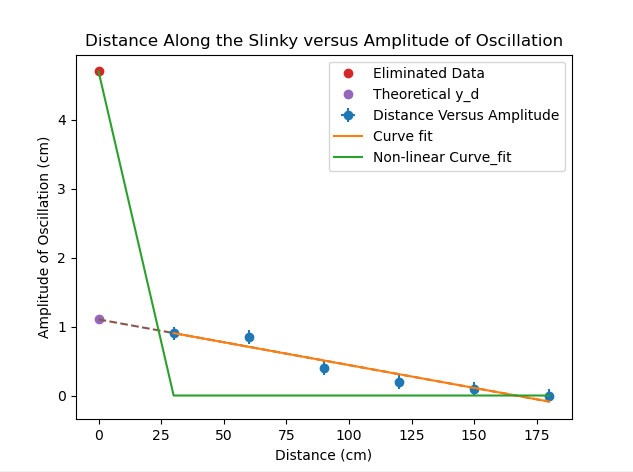 Distance Along the Slinky versus Amplitude of Oscillation
Eliminated Data
Theoretical y_d
Distance Versus Amplitude
Curve fit
Non-linear Curve_fit
Amplitude of Oscillation (cm)
4
3
2
1
0
0 25 50 75 100 125 150 175
Distance (cm)